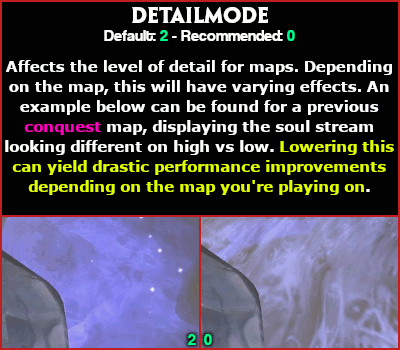 DETAILMODE
Default: 2 - Recommended: 0
Affects the level of detail for maps. Depending
on the map, this will have varying effects. An
example below can be found for a previous
conquest map, displaying the soul stream
looking different on high vs low. Lowering this
can yield drastic performance improvements
depending on the map you're playing on.
2 0